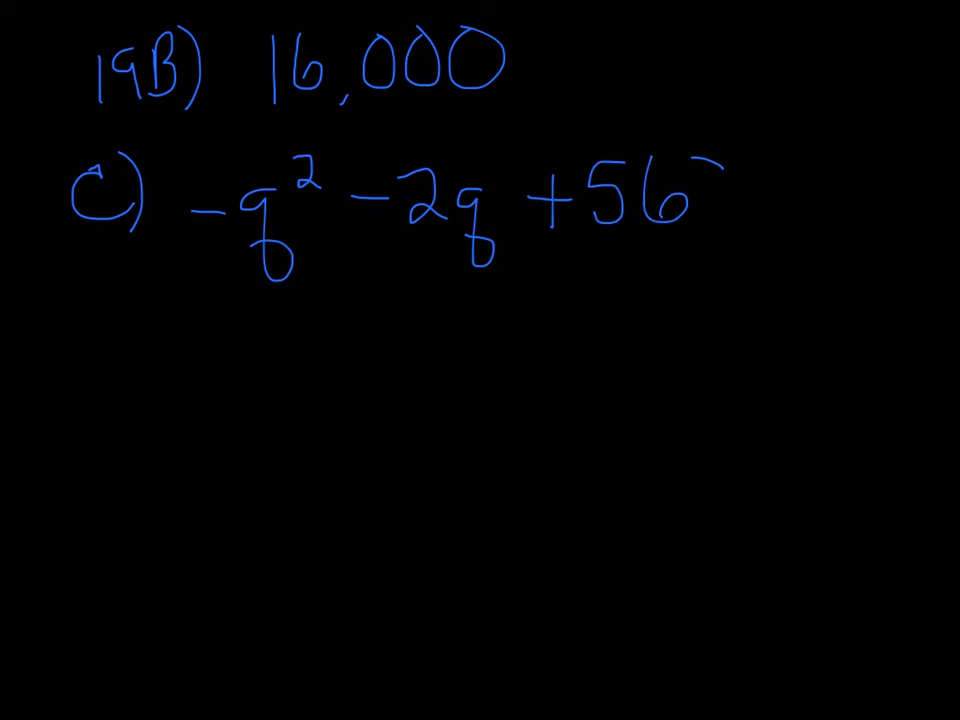 19B) 16,000
C) -q² - 2q + 56